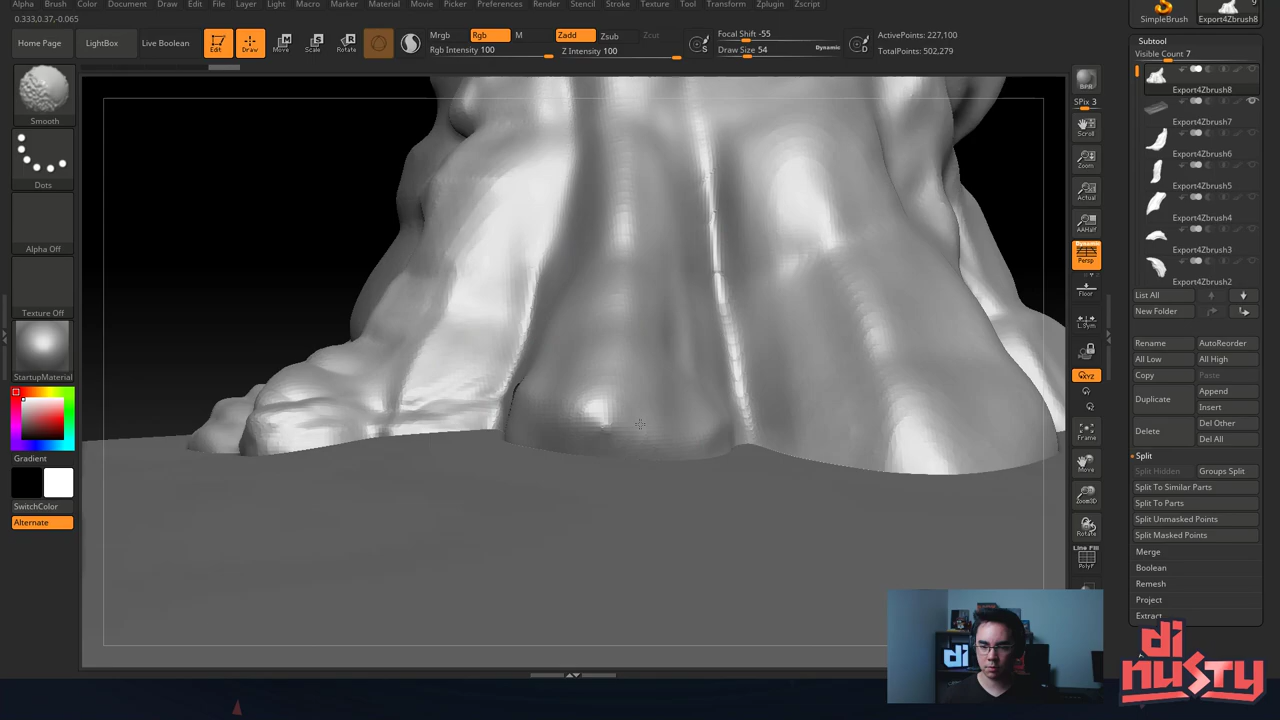 Alpha Brush Color Document Draw Edit File Layer Light Macro Marker Material Movie Picker Preferences Render Stencil Stroke Texture Tool Transform Zplugin Zscript
0.333,0.37,-0.065
Home Page
LightBox
Live Boolean
Edit
Draw
Move
Scale
Rotate
Mrgb
Rgb
M
Zadd
Zsub
Zcut
Rgb Intensity 100
Z Intensity 100
S
Focal Shift -55
Draw Size 54
Dynamic
D
ActivePoints: 227,100
TotalPoints: 502,279
SimpleBrush
9
Export4Zbrush8
Smooth
Dots
Alpha Off
Texture Off
StartupMaterial
Gradient
SwitchColor
Alternate
BPR
SPix 3
Scroll
Zoom
Actual
AAHalf
Dynamic
Persp
Floor
L.Sym
XYZ
Frame
Move
Zoom3D
Rotate
Line Fill
PolyF
Subtool
Visible Count 7
Export4Zbrush8
Export4Zbrush7
Export4Zbrush6
Export4Zbrush5
Export4Zbrush4
Export4Zbrush3
Export4Zbrush2
List All
New Folder
Rename
AutoReorder
All Low
All High
Copy
Duplicate
Append
Insert
Delete
Del Other
Del All
Split
Split Hidden
Groups Split
Split To Similar Parts
Split To Parts
Split Unmasked Points
Split Masked Points
Merge
Boolean
Remesh
Project
Extract
di
di
nusty